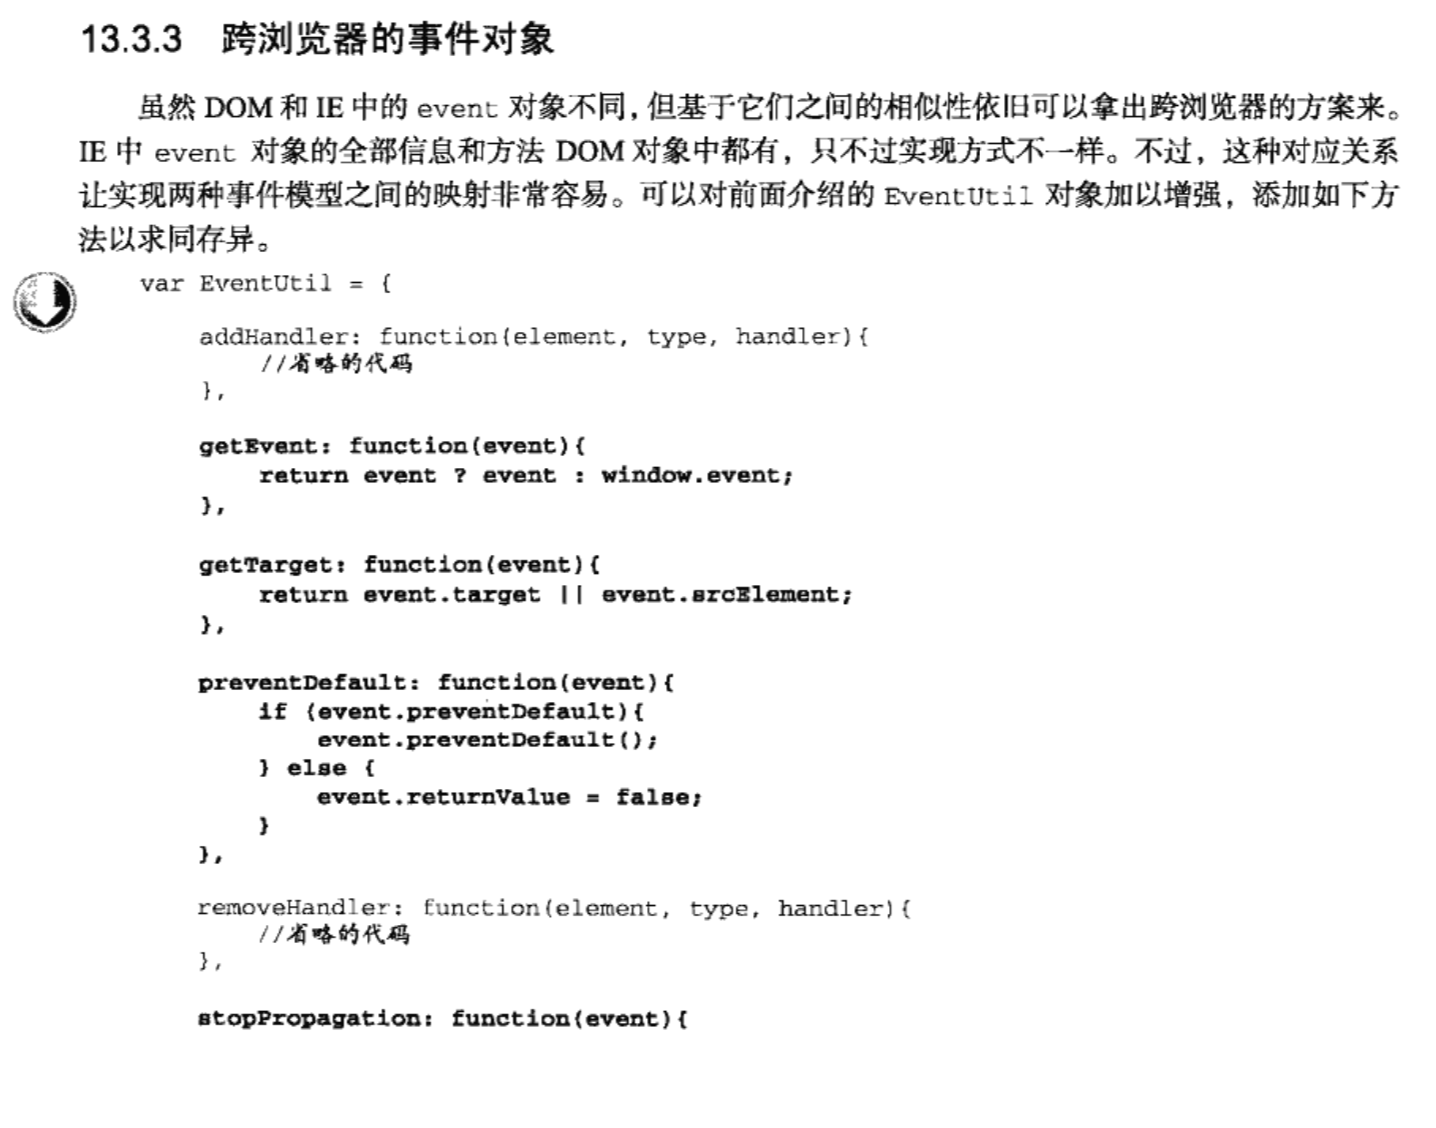 13.3.3 跨浏览器的事件对象
虽然 DOM 和 IE 中的 event 对象不同，但基于它们之间的相似性依旧可以拿出跨浏览器的方案来。
IE 中 event 对象的全部信息和方法 DOM 对象中都有，只不过实现方式不一样。不过，这种对应关系
让实现两种事件模型之间的映射非常容易。可以对前面介绍的 EventUtil 对象加以增强，添加如下方
法以求同存异。
var EventUtil = {
addHandler: function(element, type, handler){
//省略的代码
},
getEvent: function(event){
return event ? event : window.event;
},
getTarget: function(event){
return event.target || event.srcElement;
},
preventDefault: function(event){
if (event.preventDefault){
event.preventDefault();
} else {
event.returnValue = false;
}
},
removeHandler: function(element, type, handler){
//省略的代码
},
stopPropagation: function(event){